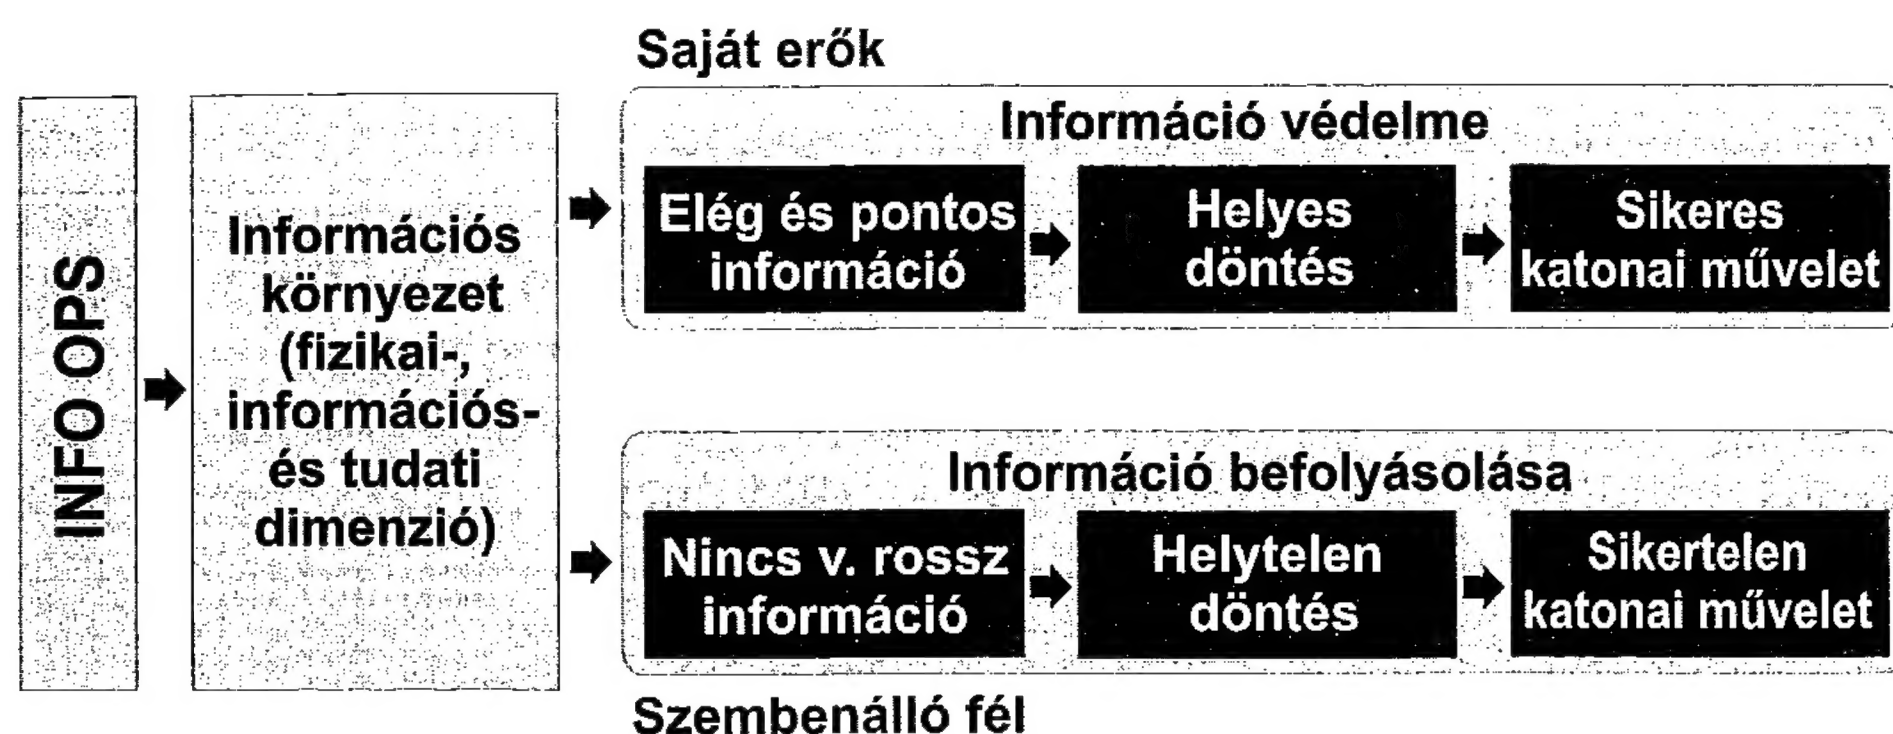 INFO OPS
Információs
környezet
(fizikai-,
információs-
és tudati
dimenzió)
Saját erők
Információ védelme
Elég és pontos
információ
Helyes
döntés
Sikeres
katonai művelet
Információ befolyásolása
Nincs v. rossz
információ
Helytelen
döntés
Sikertelen
katonai művelet
Szembenálló fél